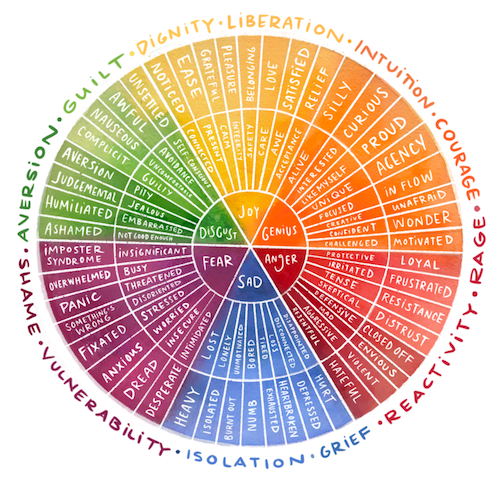 DIGNITY · LIBERATION · INTUITION · COURAGE · RAGE · REACTIVITY · GRIEF · ISOLATION · VULNERABILITY · SHAME · AVERSION · GUILT ·
JOY
GENIUS
ANGER
SAD
FEAR
DISGUST
CONNECTED
PRESENT
CALM
INTEGRITY
SAFETY
CARE
AWE
ACCEPTANCE
ALIVE
INTERESTED
LIKE MYSELF
UNIQUE
FOCUSED
CREATIVE
CONFIDENT
CHALLENGED
PROTECTIVE
IRRITATED
TENSE
SKEPTICAL
DEFENSIVE
MAD
AGGRESSIVE
RESENTFUL
DISAPPOINTED
DISCONNECTED
LOSS
TIRED
BORED
UNMOTIVATED
LONELY
LOST
INTIMIDATED
INSECURE
WORRIED
STRESSED
DISORIENTED
THREATENED
BUSY
INSIGNIFICANT
NOT GOOD ENOUGH
EMBARRASSED
JEALOUS
PITY
GUILTY
UNCOMFORTABLE
AVOIDANCE
SELF-CONSCIOUS
NOTICED
EASE
GRATEFUL
PLEASURE
BELONGING
LOVE
SATISFIED
RELIEF
SILLY
CURIOUS
PROUD
AGENCY
IN FLOW
UNAFRAID
WONDER
MOTIVATED
LOYAL
FRUSTRATED
RESISTANCE
DISTRUST
CLOSED OFF
ENVIOUS
VIOLENT
HATEFUL
HURT
DEPRESSED
HEARTBROKEN
EXHAUSTED
NUMB
BURNT OUT
ISOLATED
HEAVY
DESPERATE
DREAD
ANXIOUS
FIXATED
SOMETHING'S
WRONG
PANIC
OVERWHELMED
IMPOSTER
SYNDROME
ASHAMED
HUMILIATED
JUDGEMENTAL
AVERSION
COMPLICIT
NAUSEOUS
AWFUL
UNSETTLED